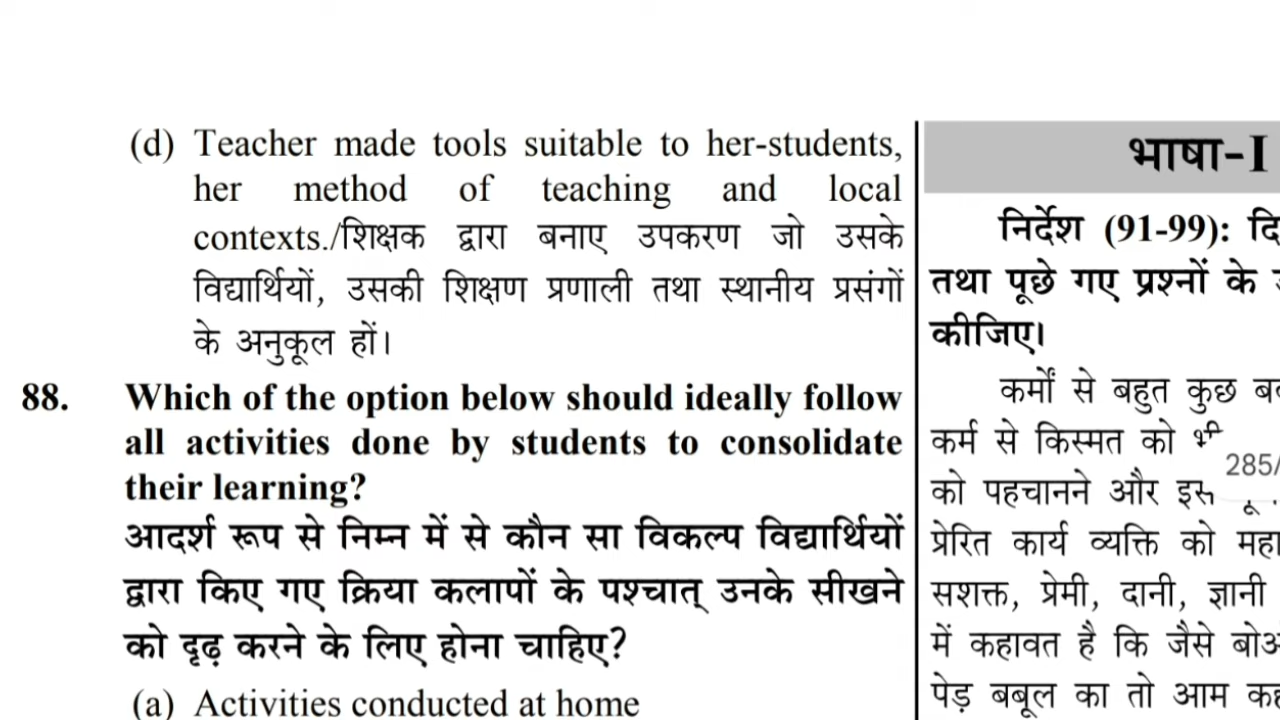 (d) Teacher made tools suitable to her-students,
her method of teaching and local
contexts./शिक्षक द्वारा बनाए उपकरण जो उसके
विद्यार्थियों, उसकी शिक्षण प्रणाली तथा स्थानीय प्रसंगों
के अनुकूल हों।
88. Which of the option below should ideally follow
all activities done by students to consolidate
their learning?
आदर्श रूप से निम्न में से कौन सा विकल्प विद्यार्थियों
द्वारा किए गए क्रिया कलापों के पश्चात् उनके सीखने
को दृढ़ करने के लिए होना चाहिए?
(a) Activities conducted at home
भाषा-I
निर्देश (91-99):
तथा पूछे गए प्रश्नों के
कीजिए।
कर्मों से बहुत कुछ
कर्म से किस्मत को
को पहचानने और
प्रेरित कार्य व्यक्ति को
सशक्त, प्रेमी, दानी, ज्ञानी
में कहावत है कि जैसे
पेड़ बबूल का तो आम
285/